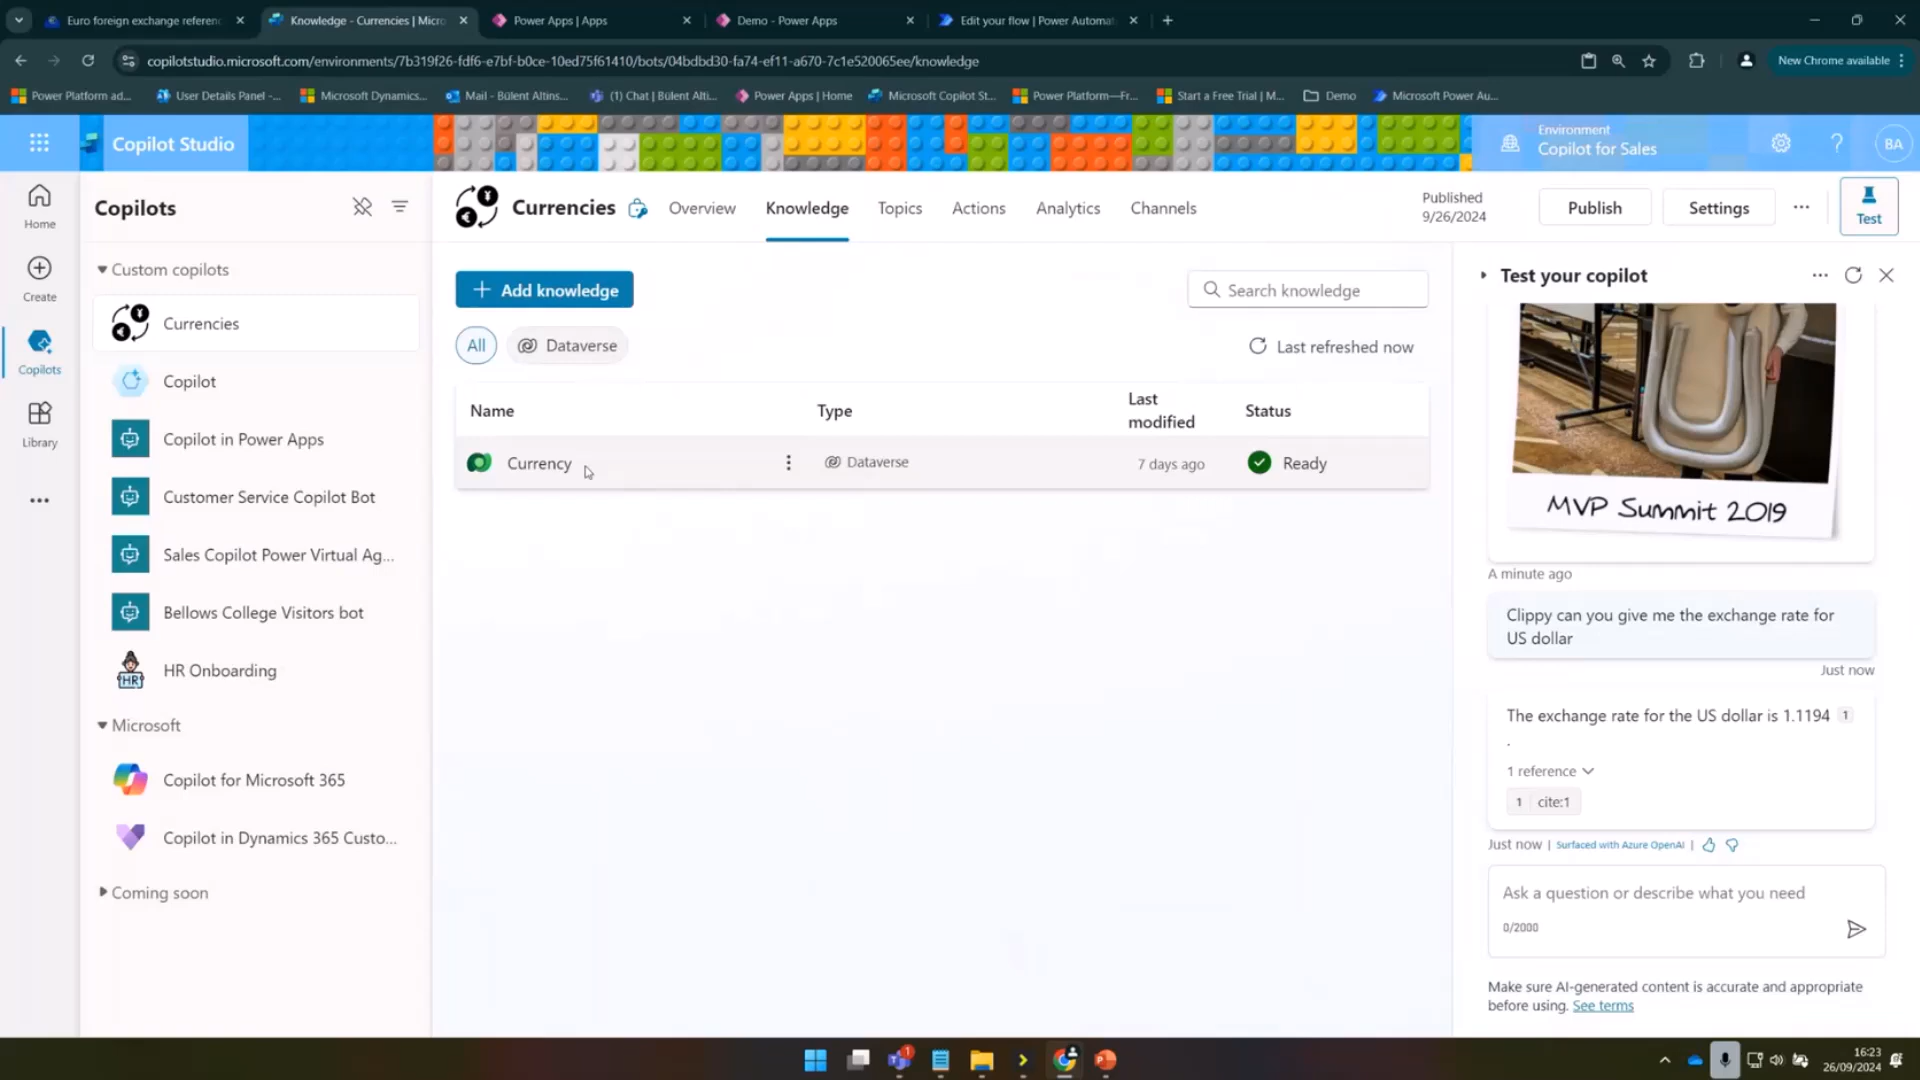 Euro foreign exchange referenc
Knowledge - Currencies | Micro
Power Apps | Apps
Demo - Power Apps
Edit your flow | Power Automat
copilotstudio.microsoft.com/environments/7b319f26-fdf6-e7bf-b0ce-10ed75f61410/bots/04bdbd30-fa74-ef11-a670-7c1e520065ee/knowledge
New Chrome available
Power Platform ad...
User Details Panel -...
Microsoft Dynamics...
Mail - Bülent Altins...
(1) Chat | Bülent Alti...
Power Apps | Home
Microsoft Copilot St...
Power Platform—Fr...
Start a Free Trial | M...
Demo
Microsoft Power Au...
Copilot Studio
Environment
Copilot for Sales
?
BA
Home
Create
Copilots
Library
Copilots
Custom copilots
Currencies
Copilot
Copilot in Power Apps
Customer Service Copilot Bot
Sales Copilot Power Virtual Ag...
Bellows College Visitors bot
HR
HR Onboarding
Microsoft
Copilot for Microsoft 365
Copilot in Dynamics 365 Custo...
Coming soon
Currencies
Overview
Knowledge
Topics
Actions
Analytics
Channels
Published
9/26/2024
Publish
Settings
Test
Add knowledge
Search knowledge
All
Dataverse
Last refreshed now
Name
Type
Last
modified
Status
Currency
Dataverse
7 days ago
Ready
Test your copilot
MVP Summit 2019
A minute ago
Clippy can you give me the exchange rate for
US dollar
Just now
The exchange rate for the US dollar is 1.1194 1
.
1 reference
1 cite:1
Just now | Surfaced with Azure OpenAI |
Ask a question or describe what you need
0/2000
Make sure AI-generated content is accurate and appropriate
before using. See terms
16:23
26/09/2024